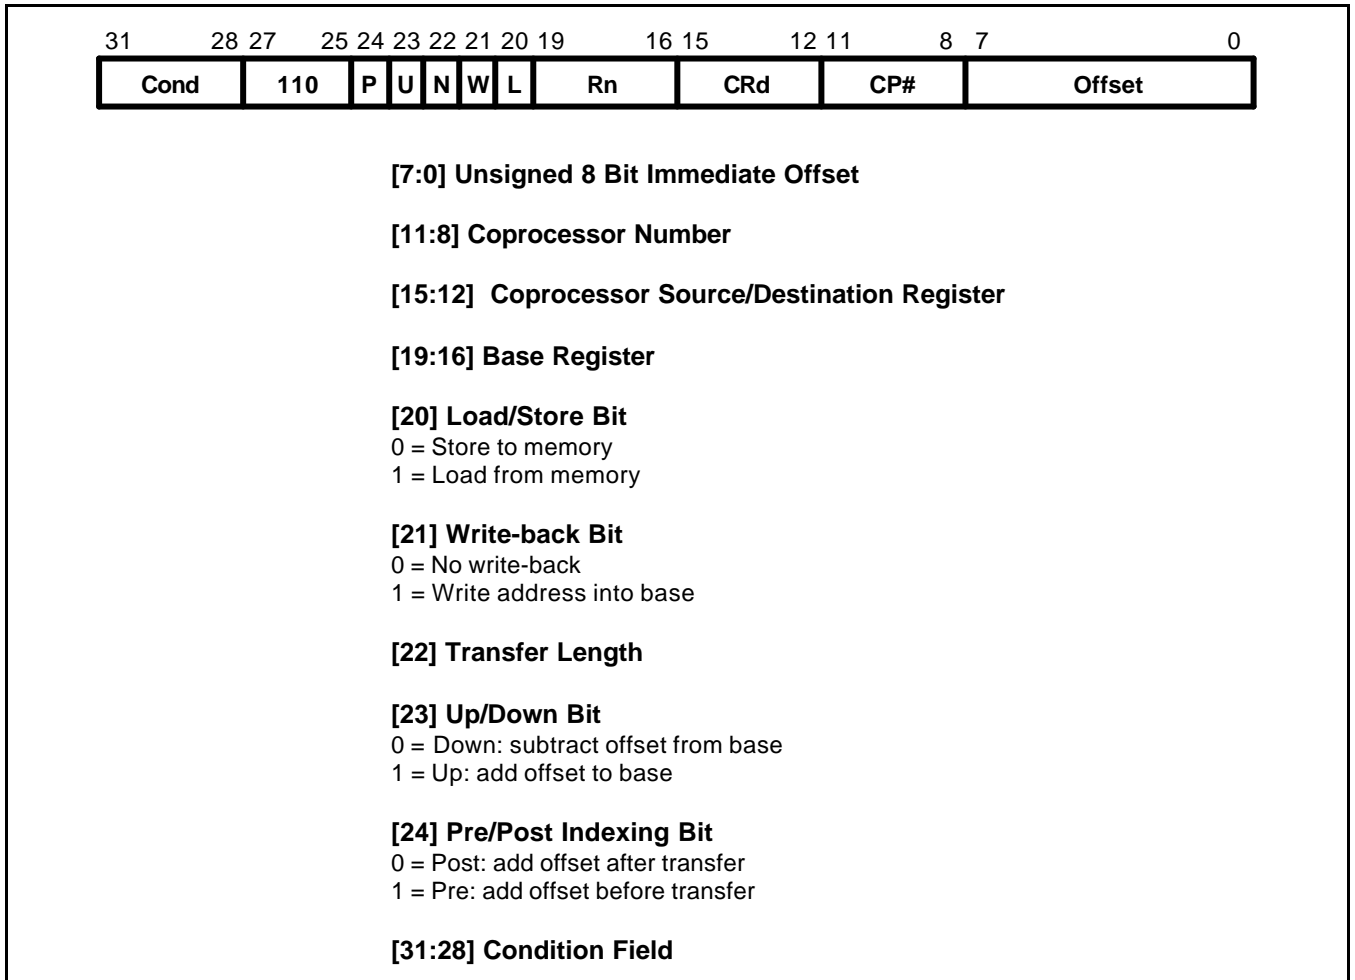 31 28 27 25 24 23 22 21 20 19 16 15 12 11 8 7 0
Cond 110 P U N W L Rn CRd CP# Offset
[7:0] Unsigned 8 Bit Immediate Offset
[11:8] Coprocessor Number
[15:12] Coprocessor Source/Destination Register
[19:16] Base Register
[20] Load/Store Bit
0 = Store to memory
1 = Load from memory
[21] Write-back Bit
0 = No write-back
1 = Write address into base
[22] Transfer Length
[23] Up/Down Bit
0 = Down: subtract offset from base
1 = Up: add offset to base
[24] Pre/Post Indexing Bit
0 = Post: add offset after transfer
1 = Pre: add offset before transfer
[31:28] Condition Field